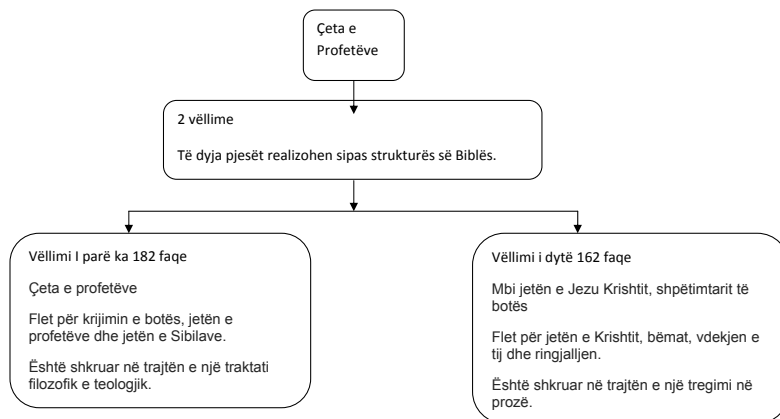 Çeta e
Profetëve
2 vëllime
Të dyja pjesët realizohen sipas strukturës së Biblës.
Vëllimi I parë ka 182 faqe
Çeta e profetëve
Flet për krijimin e botës, jetën e
profetëve dhe jetën e Sibilave.
Është shkruar në trajtën e një traktati
filozofik e teologjik.
Vëllimi i dytë 162 faqe
Mbi jetën e Jezu Krishtit, shpëtimtarit të
botës
Flet për jetën e Krishtit, bëmat, vdekjen e
tij dhe ringjalljen.
Është shkruar në trajtën e një tregimi në
prozë.